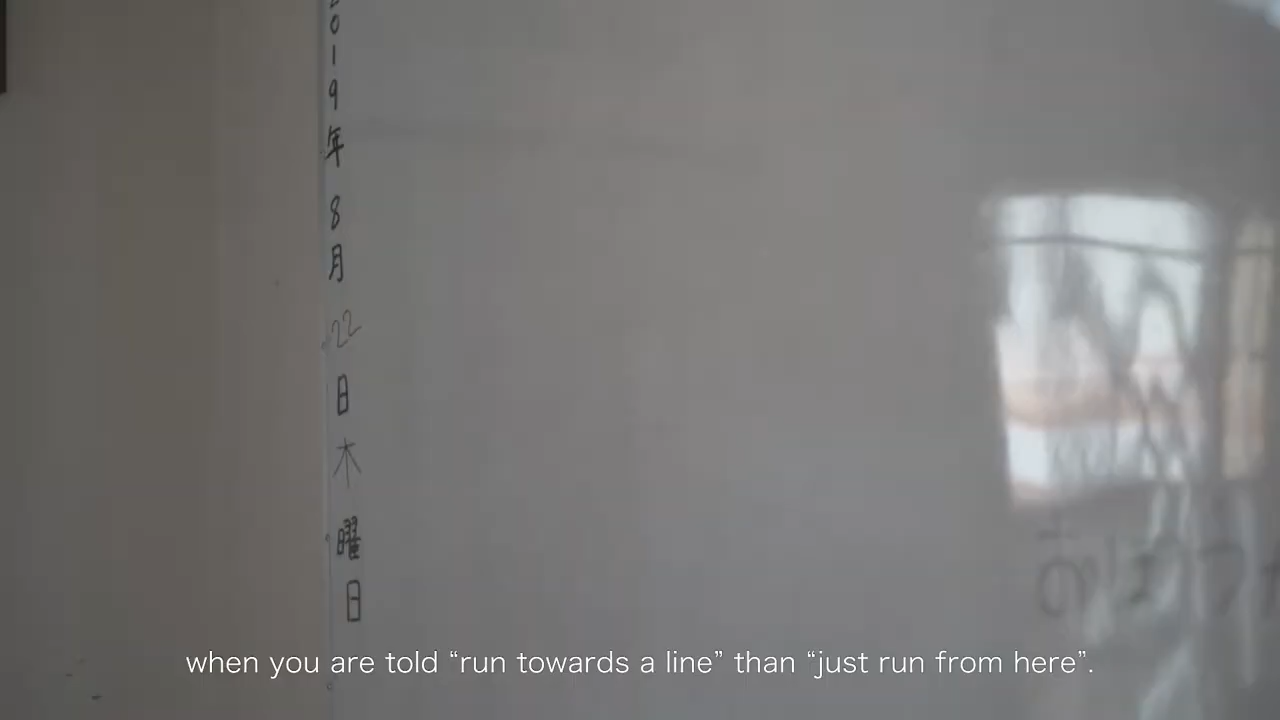 2019年8月22日木曜日
when you are told “run towards a line” than “just run from here”.